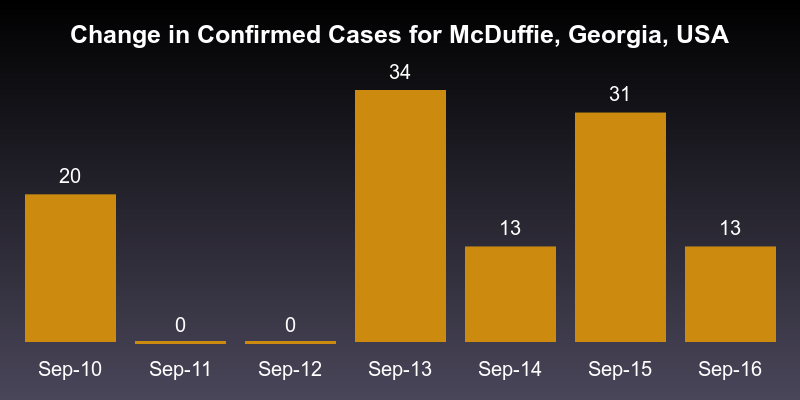 Change in Confirmed Cases for McDuffie, Georgia, USA
34
31
20
13
13
0
0
Sep-10
Sep-11
Sep-12
Sep-13
Sep-14
Sep-15
Sep-16